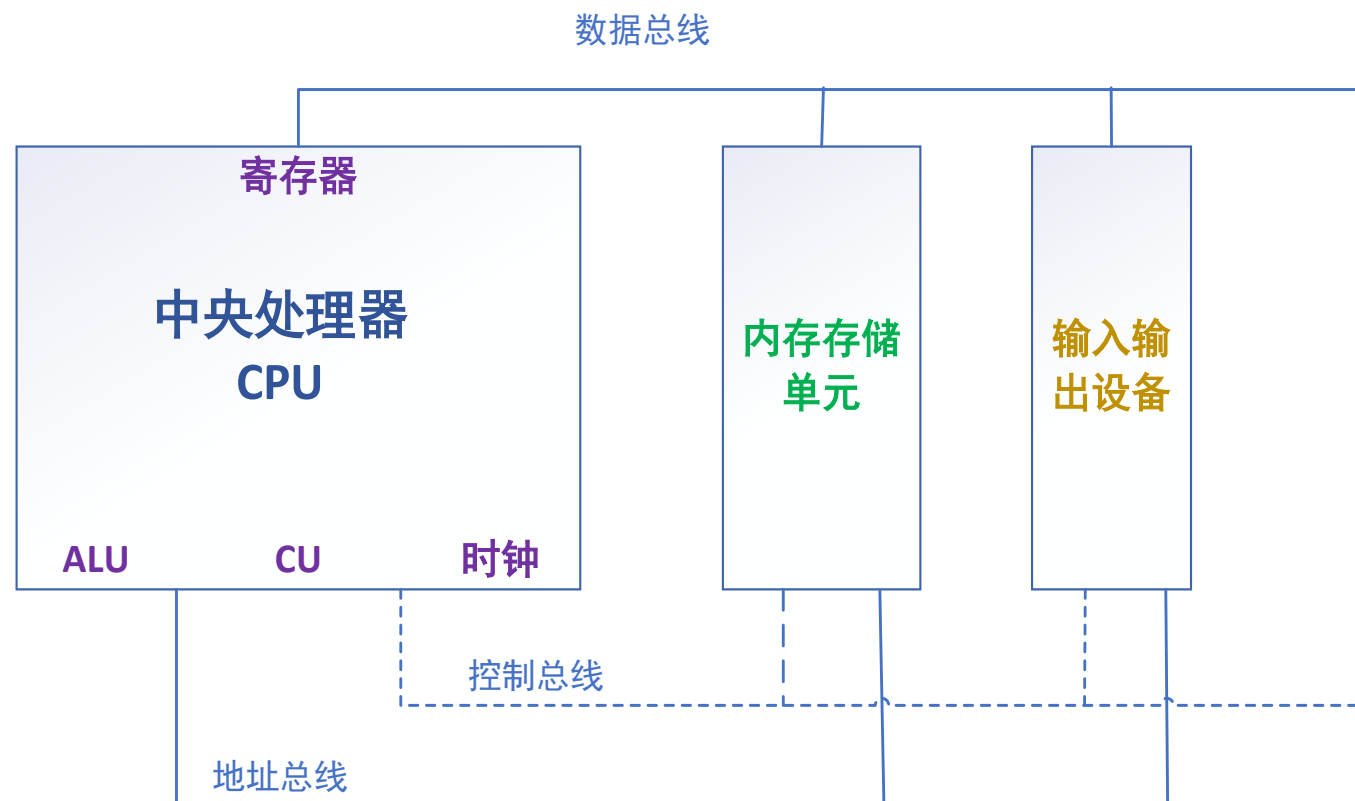 数据总线
寄存器
中央处理器
CPU
内存存储
单元
输入输
出设备
ALU
CU
时钟
控制总线
地址总线